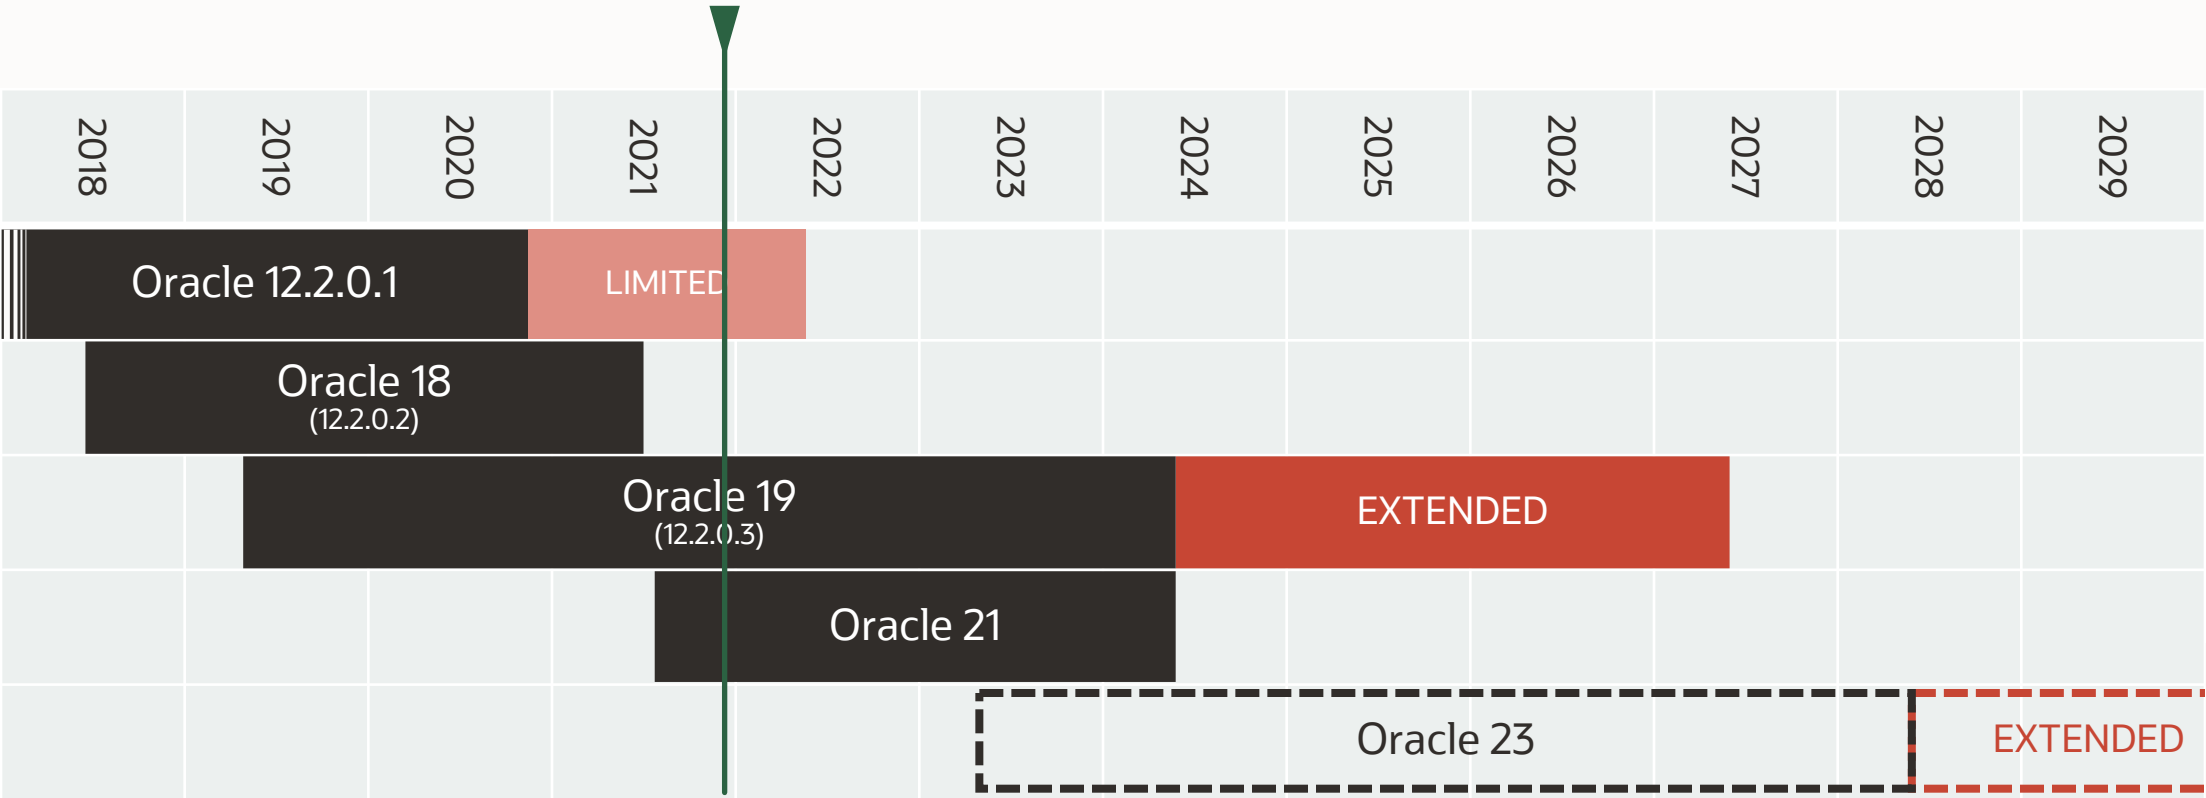 2018
2019
2020
2021
2022
2023
2024
2025
2026
2027
2028
2029
Oracle 12.2.0.1
LIMITED
Oracle 18
(12.2.0.2)
Oracle 19
(12.2.0.3)
EXTENDED
Oracle 21
Oracle 23
EXTENDED